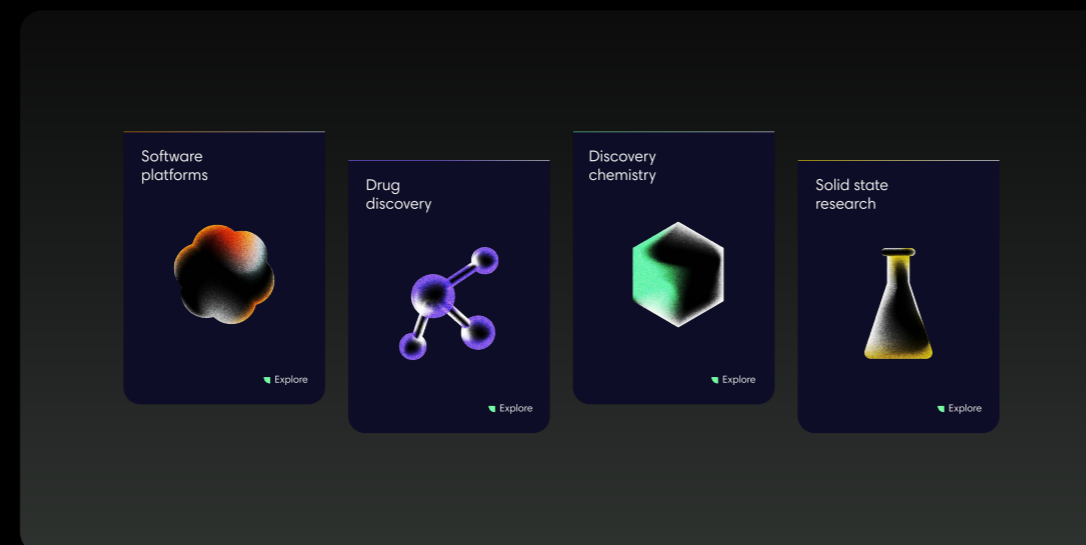 Software
platforms
Explore
Drug
discovery
Explore
Discovery
chemistry
Explore
Solid state
research
Explore